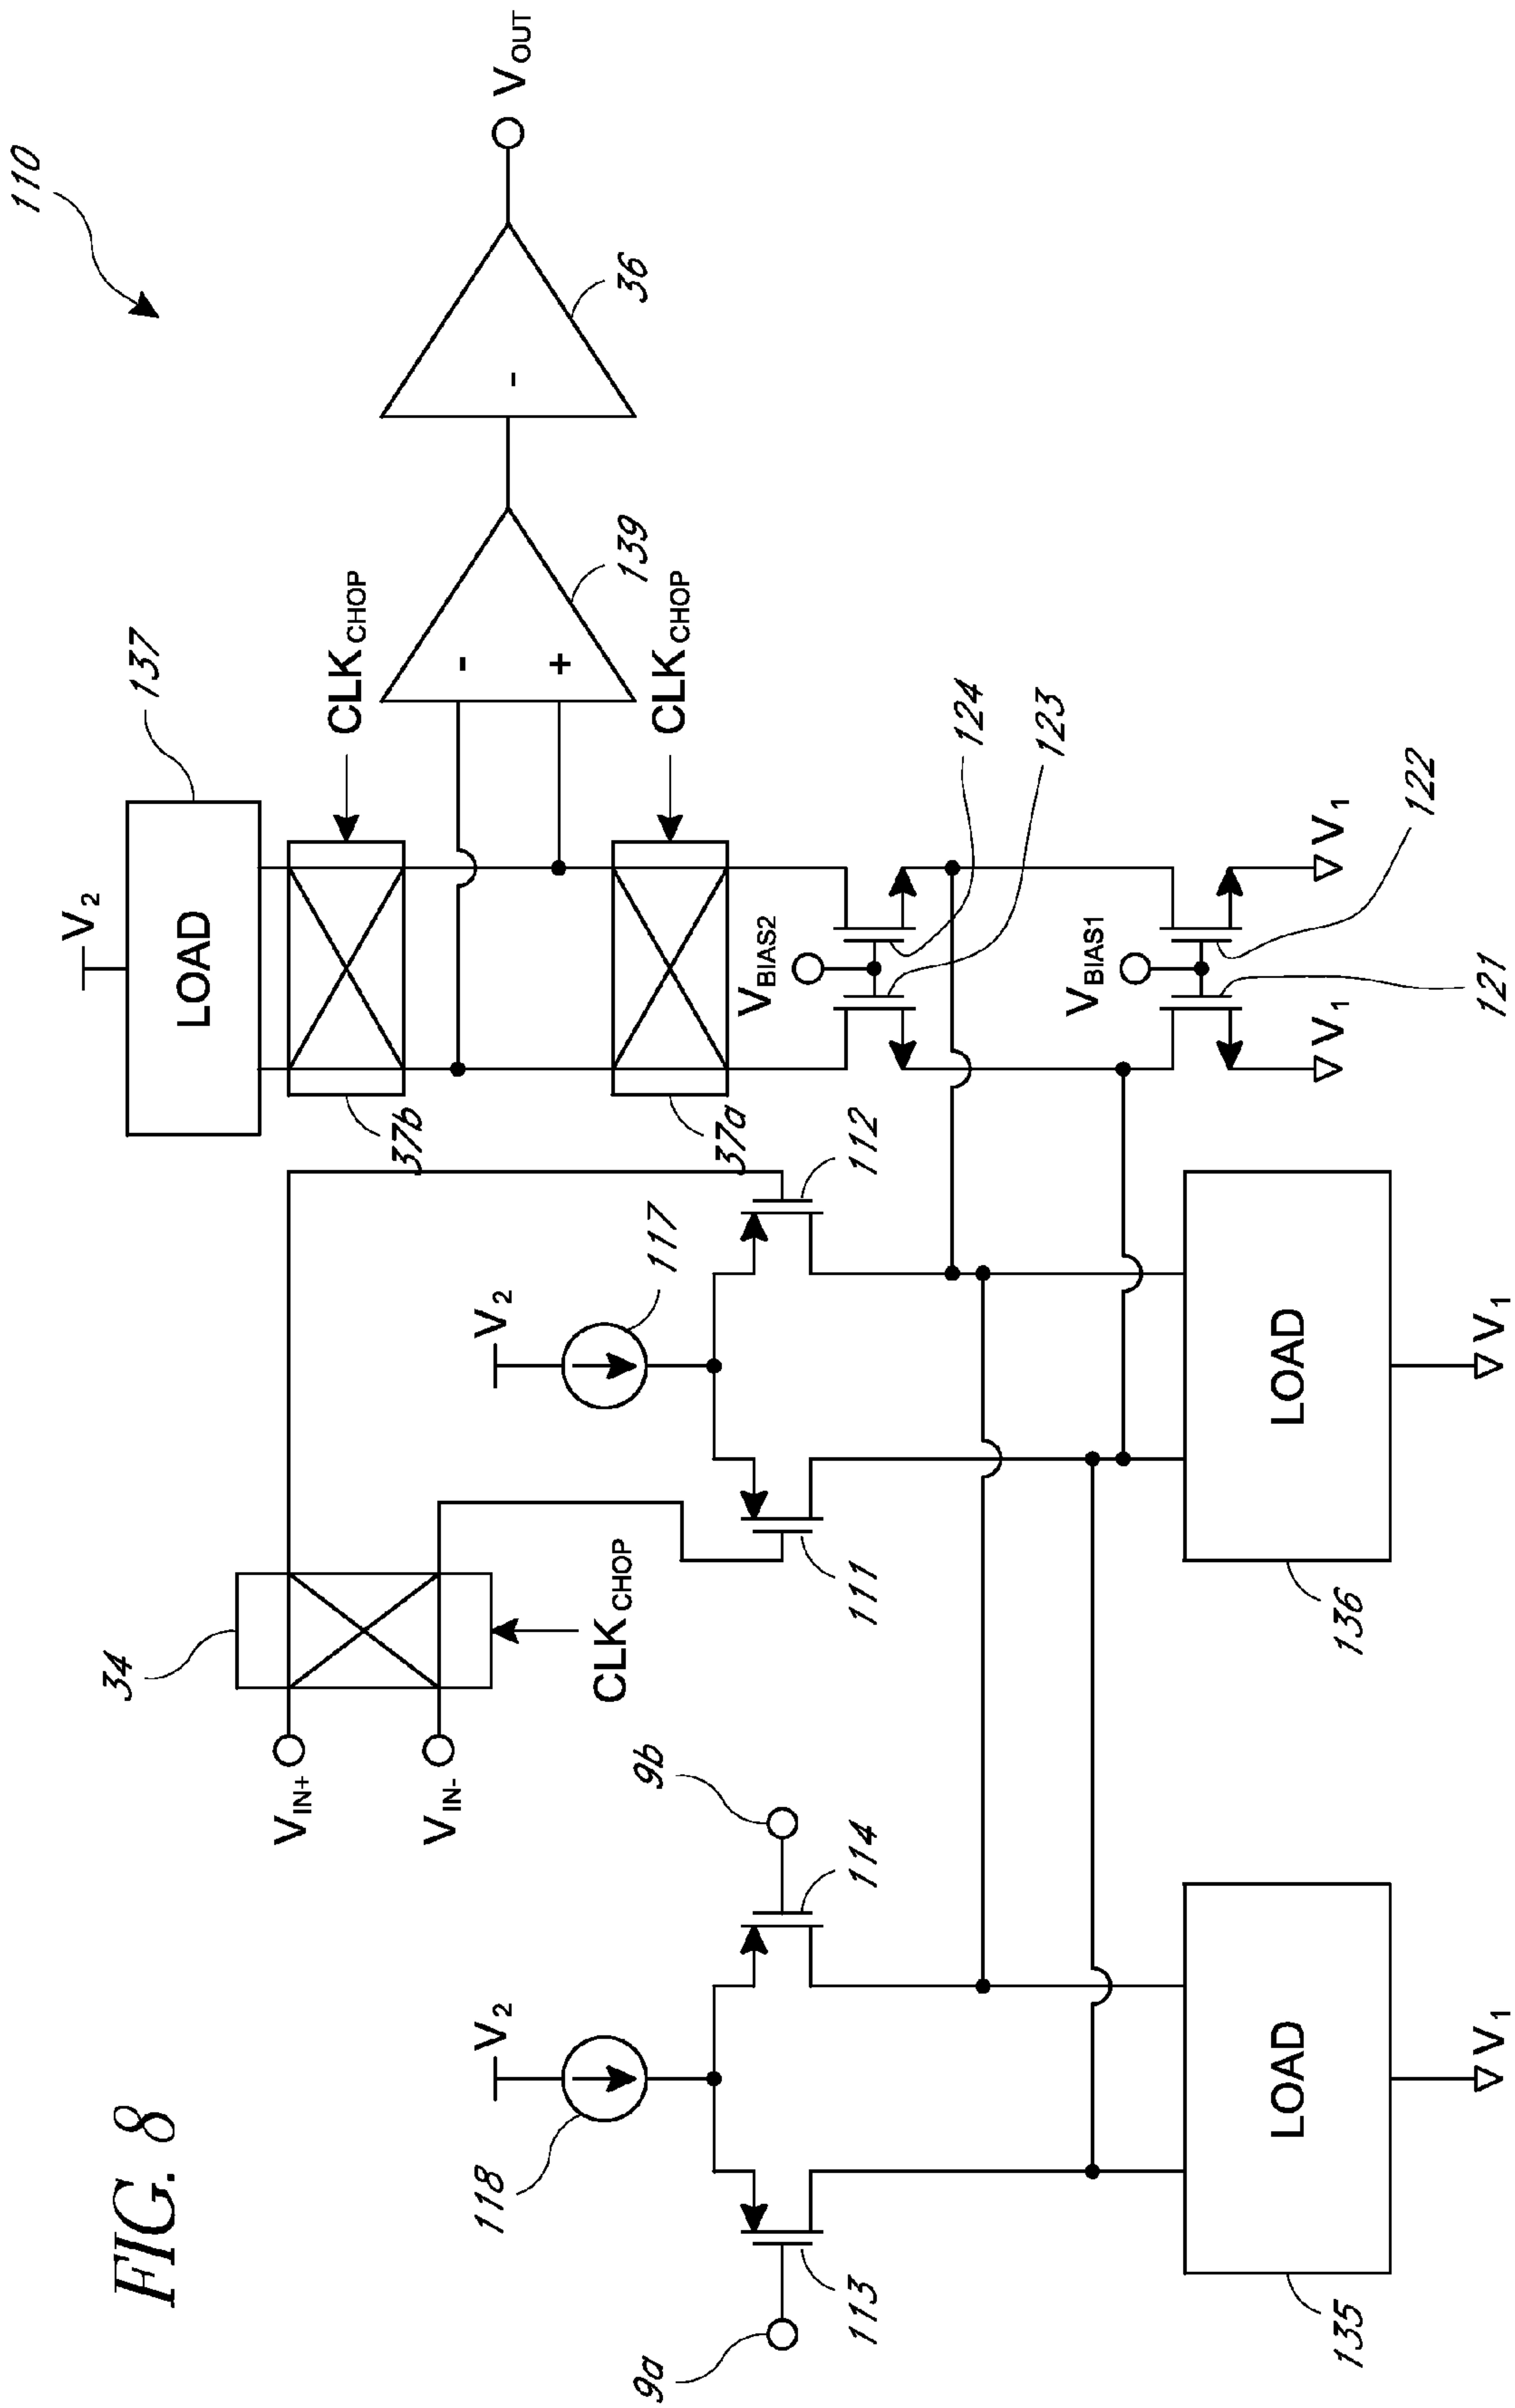 FIG. 8
110
V2
LOAD
137
CLKCHOP
37b
VOUT
36
139
CLKCHOP
37a
VBIAS2
124
123
VBIAS1
122
121
V1
V1
34
VIN+
VIN-
CLKCHOP
V2
117
111
112
LOAD
136
V1
V2
118
9a
113
9b
114
LOAD
135
V1
-
+
-